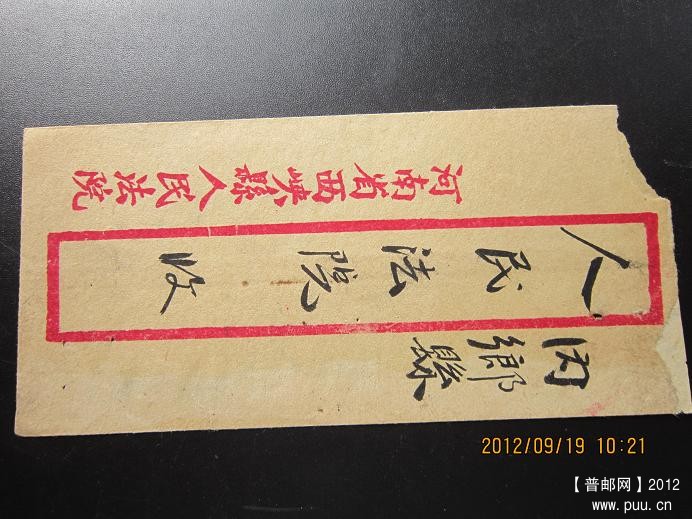 内鄉縣
人民法院 收
河南省西峽縣人民法院
2012/09/19 10:21
【普邮网】2012
www.puu.cn